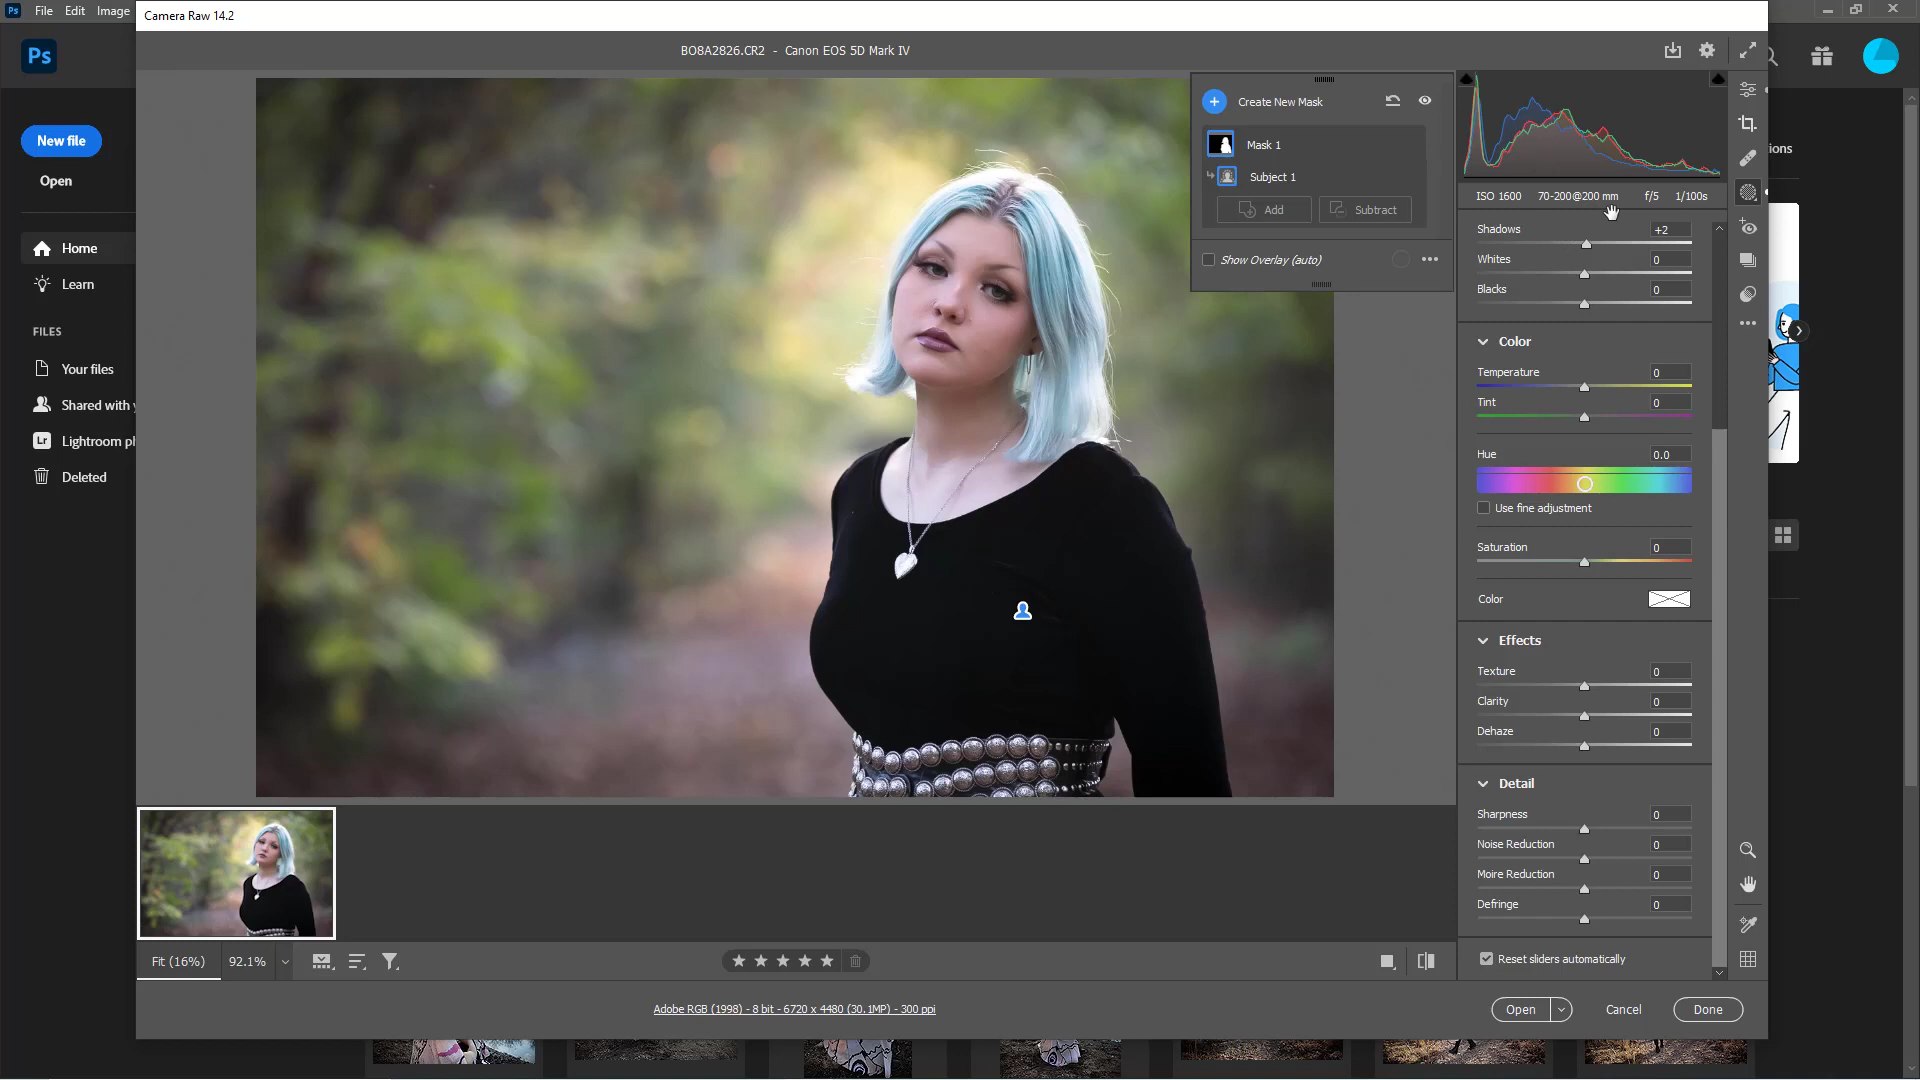 Ps File Edit Image
Camera Raw 14.2
BO8A2826.CR2 - Canon EOS 5D Mark IV
Ps
New file
Open
Home
Learn
FILES
Your files
Shared with
Lr Lightroom
Deleted
Create New Mask
Mask 1
Subject 1
Add Subtract
Show Overlay (auto)
ISO 1600 70-200@200 mm f/5 1/100s
Shadows +2
Whites 0
Blacks 0
Color
Temperature 0
Tint 0
Hue 0.0
Use fine adjustment
Saturation 0
Color
Effects
Texture 0
Clarity 0
Dehaze 0
Detail
Sharpness 0
Noise Reduction 0
Moire Reduction 0
Defringe 0
Reset sliders automatically
Fit (16%) 92.1%
Adobe RGB (1998) - 8 bit - 6720 x 4480 (30.1MP) - 300 ppi
Open Cancel Done